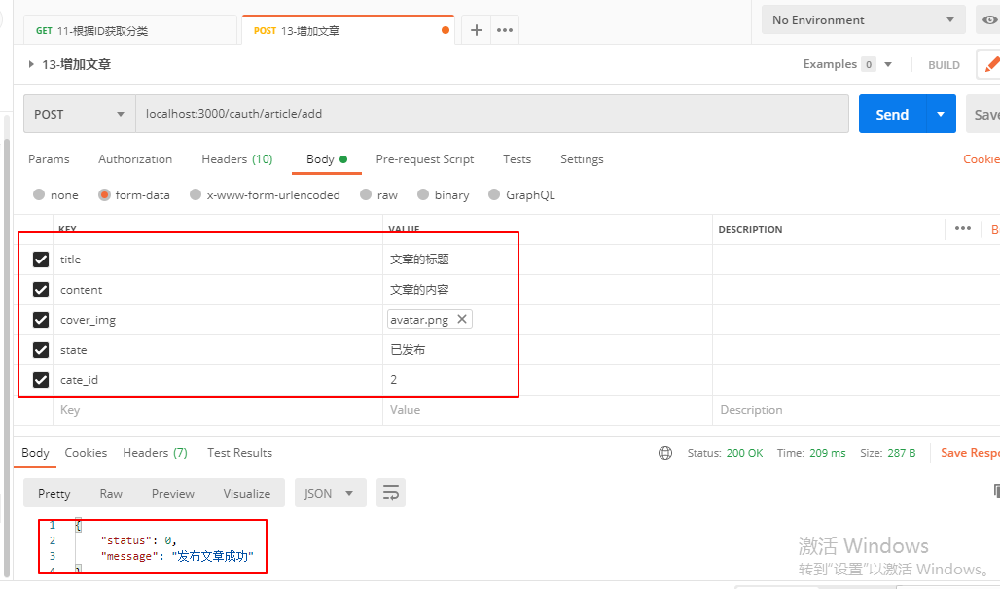 GET 11-根据ID获取分类 POST 13-增加文章 No Environment
13-增加文章 Examples 0 BUILD
POST localhost:3000/cauth/article/add Send Save
Params Authorization Headers (10) Body Pre-request Script Tests Settings Cookie
none form-data x-www-form-urlencoded raw binary GraphQL
KEY VALUE DESCRIPTION B
title 文章的标题
content 文章的内容
cover_img avatar.png
state 已发布
cate_id 2
Key Value Description
Body Cookies Headers (7) Test Results Status: 200 OK Time: 209 ms Size: 287 B Save Respo
Pretty Raw Preview Visualize JSON
1 {
2 "status": 0,
3 "message": "发布文章成功"
4 }
激活 Windows
转到“设置”以激活 Windows。